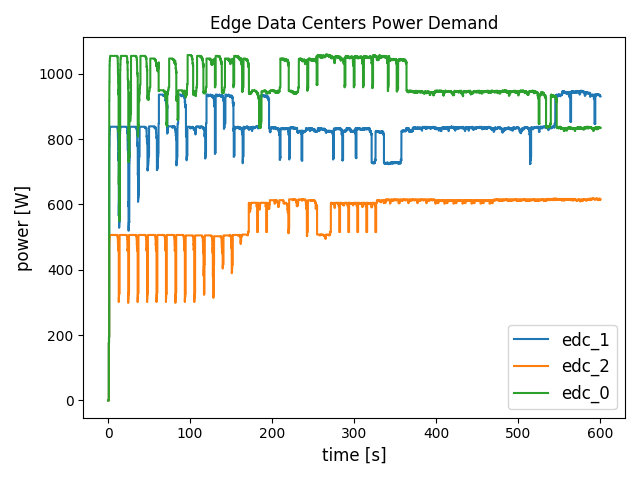 Edge Data Centers Power Demand
power [W]
1000
800
600
400
200
0
0 100 200 300 400 500 600
time [s]
edc_1
edc_2
edc_0